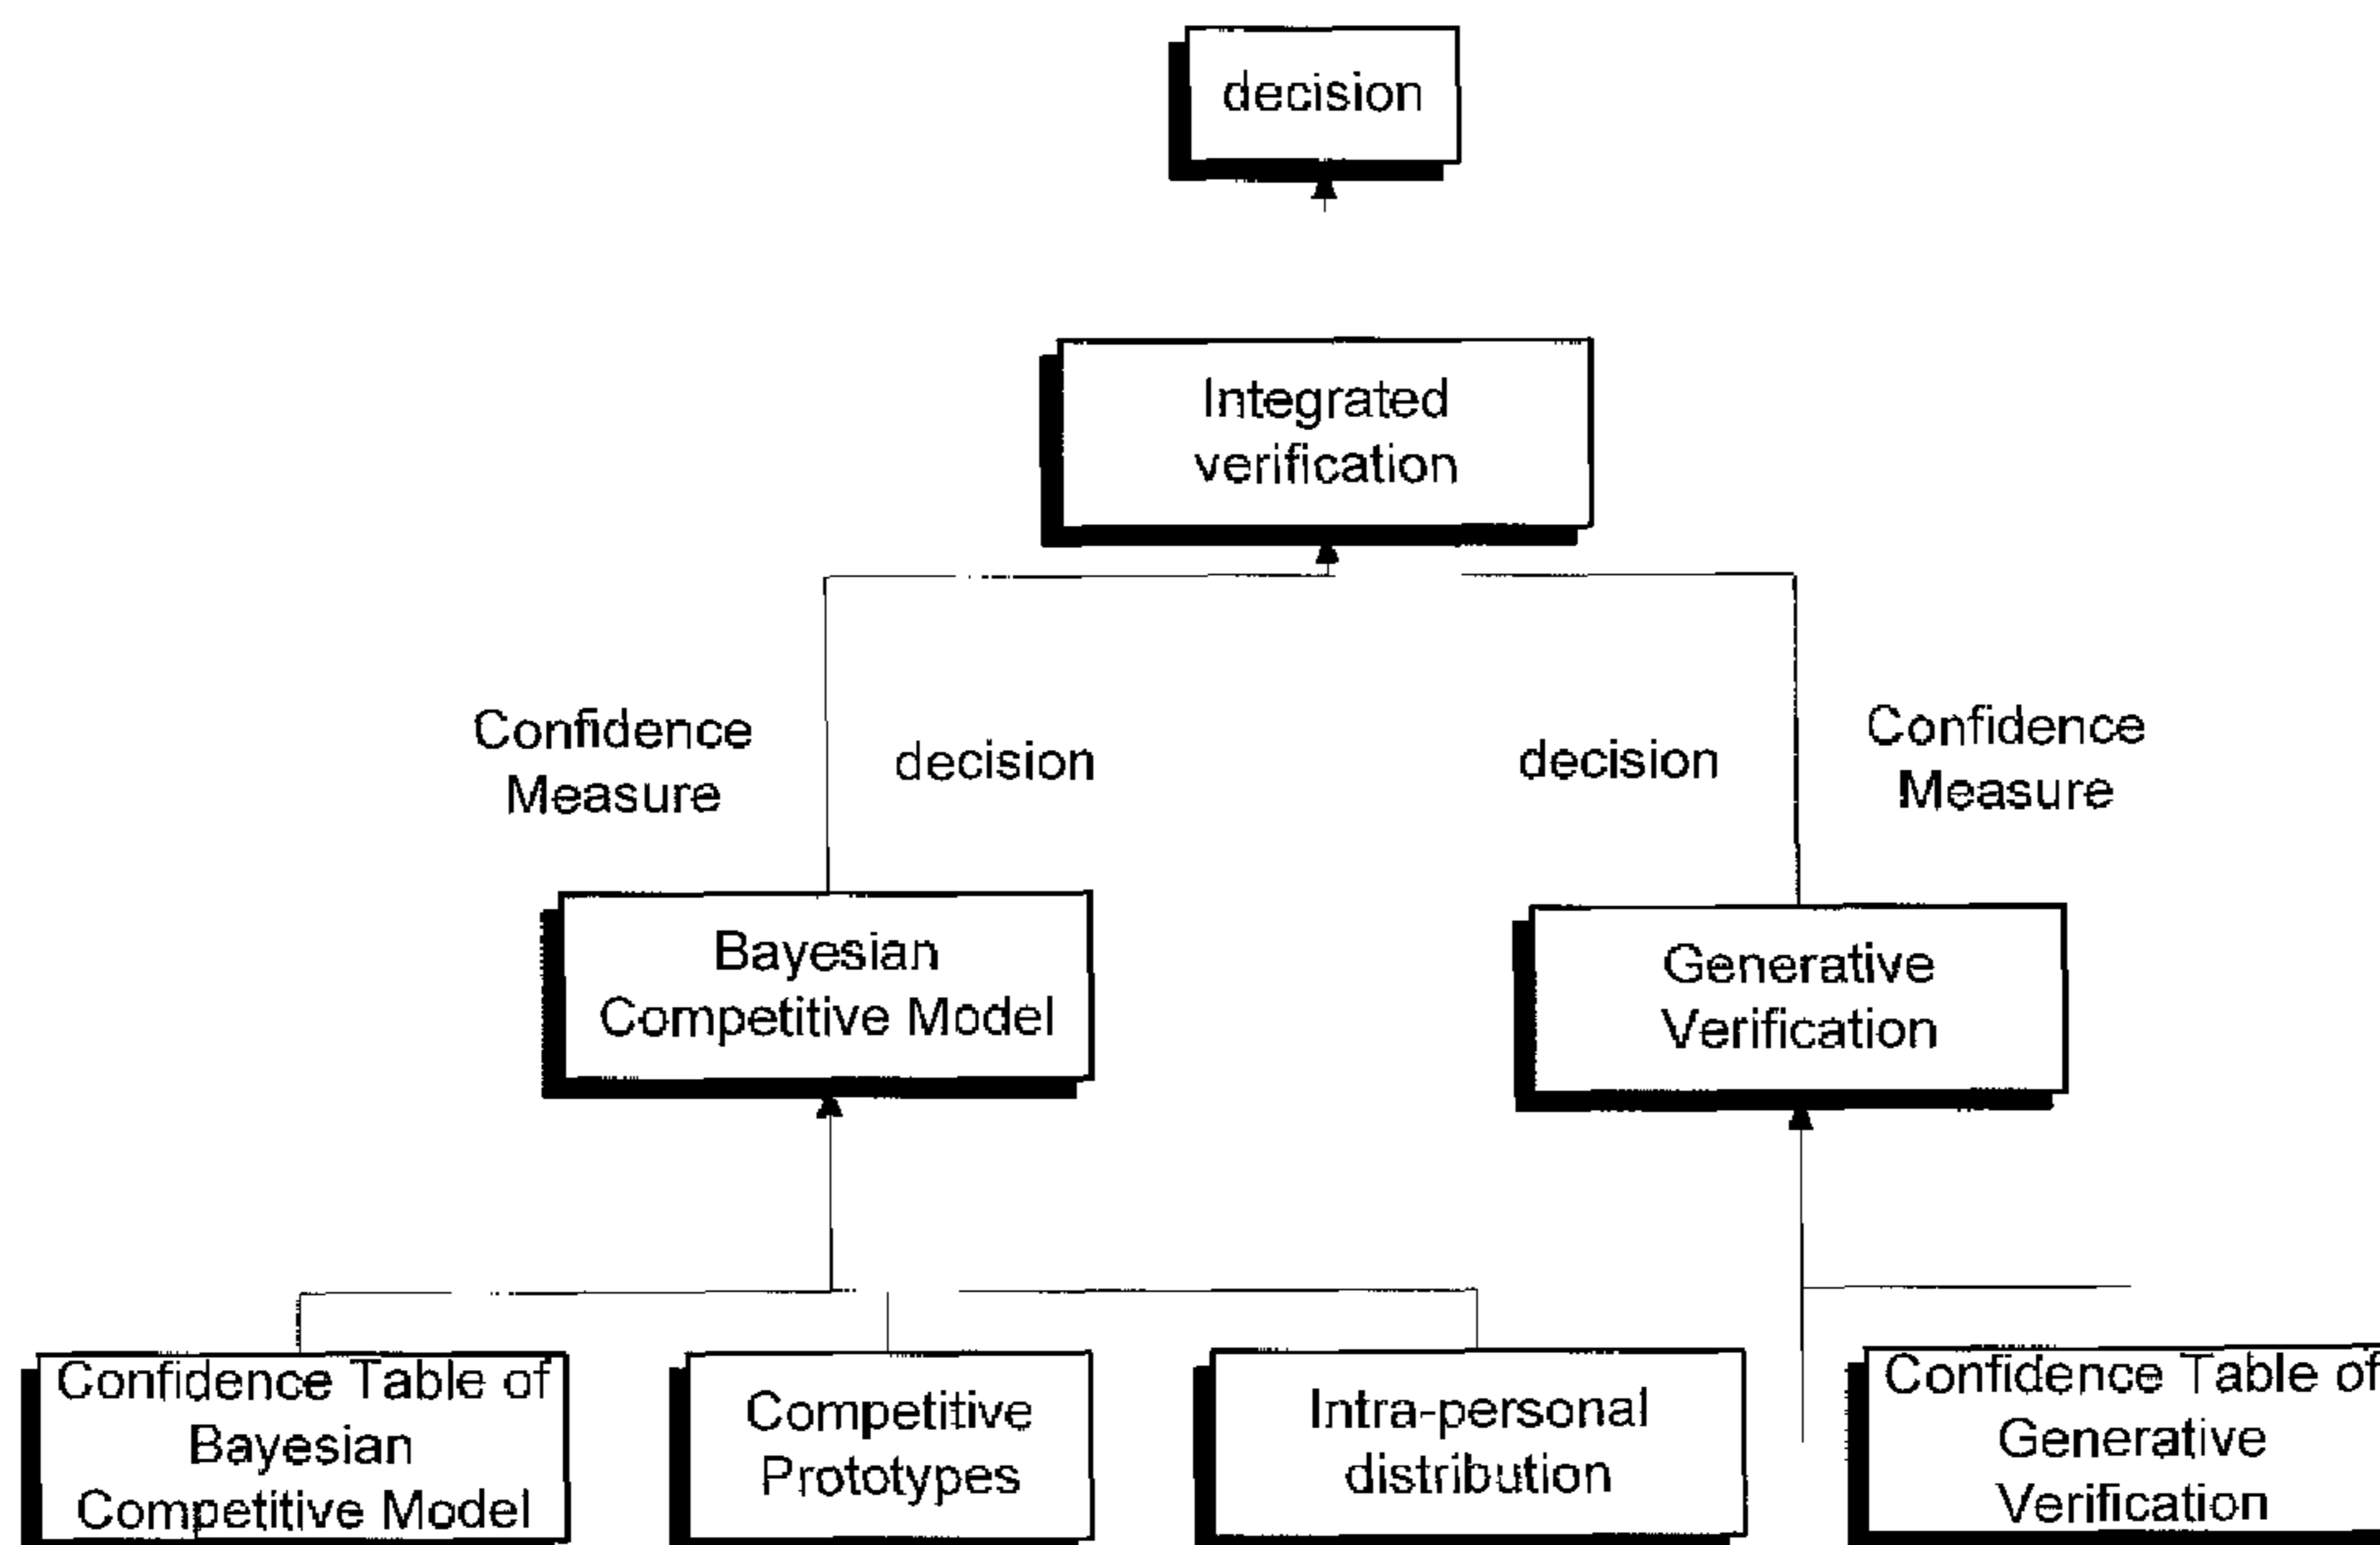 decision
Integrated
verification
Confidence
Measure
decision
decision
Confidence
Measure
Bayesian
Competitive Model
Generative
Verification
Confidence Table of
Bayesian
Competitive Model
Competitive
Prototypes
Intra-personal
distribution
Confidence Table of
Generative
Verification